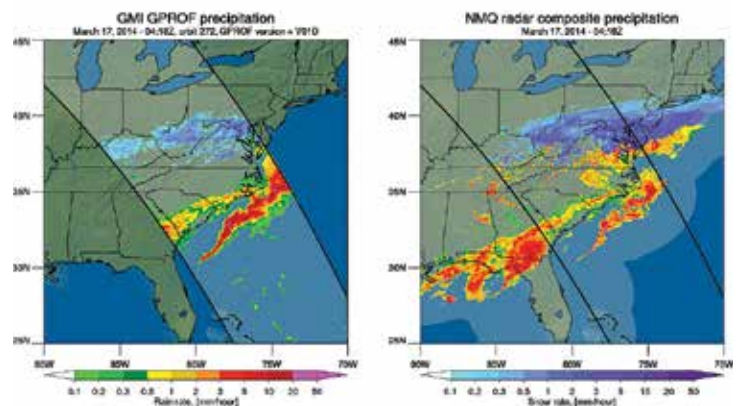 GMI GPROF precipitation
March 17, 2014 - 04:18Z, orbit 272, GPROF version = V01D
45N
40N
35N
30N
25N
80W
75W
70W
0.1 0.2 0.3 0.5 1 2 3 5 10 20 50
Rain rate, [mm/hour]
NMQ radar composite precipitation
March 17, 2014 - 04:18Z
45N
40N
35N
30N
25N
90W
85W
80W
75W
70W
0.1 0.2 0.3 0.5 1 2 3 5 10 20 50
Snow rate, [mm/hour]